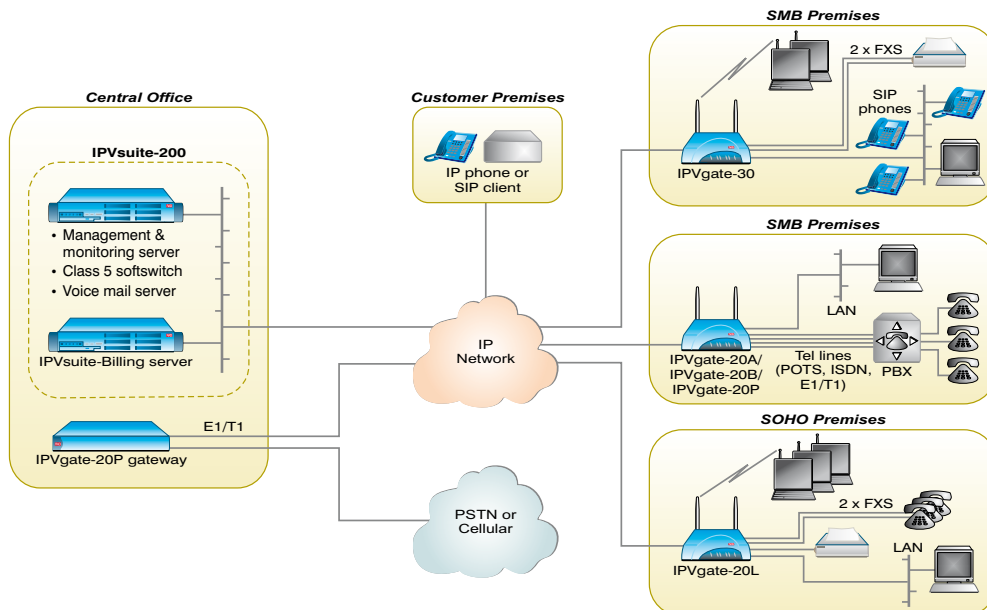 Central Office
IPVsuite-200
• Management &
monitoring server
• Class 5 softswitch
• Voice mail server
IPVsuite-Billing server
E1/T1
IPVgate-20P gateway
Customer Premises
IP phone or
SIP client
IP
Network
PSTN or
Cellular
SMB Premises
2 x FXS
SIP
phones
IPVgate-30
SMB Premises
LAN
IPVgate-20A/
IPVgate-20B/
IPVgate-20P
Tel lines
(POTS, ISDN,
E1/T1)
PBX
SOHO Premises
2 x FXS
LAN
IPVgate-20L